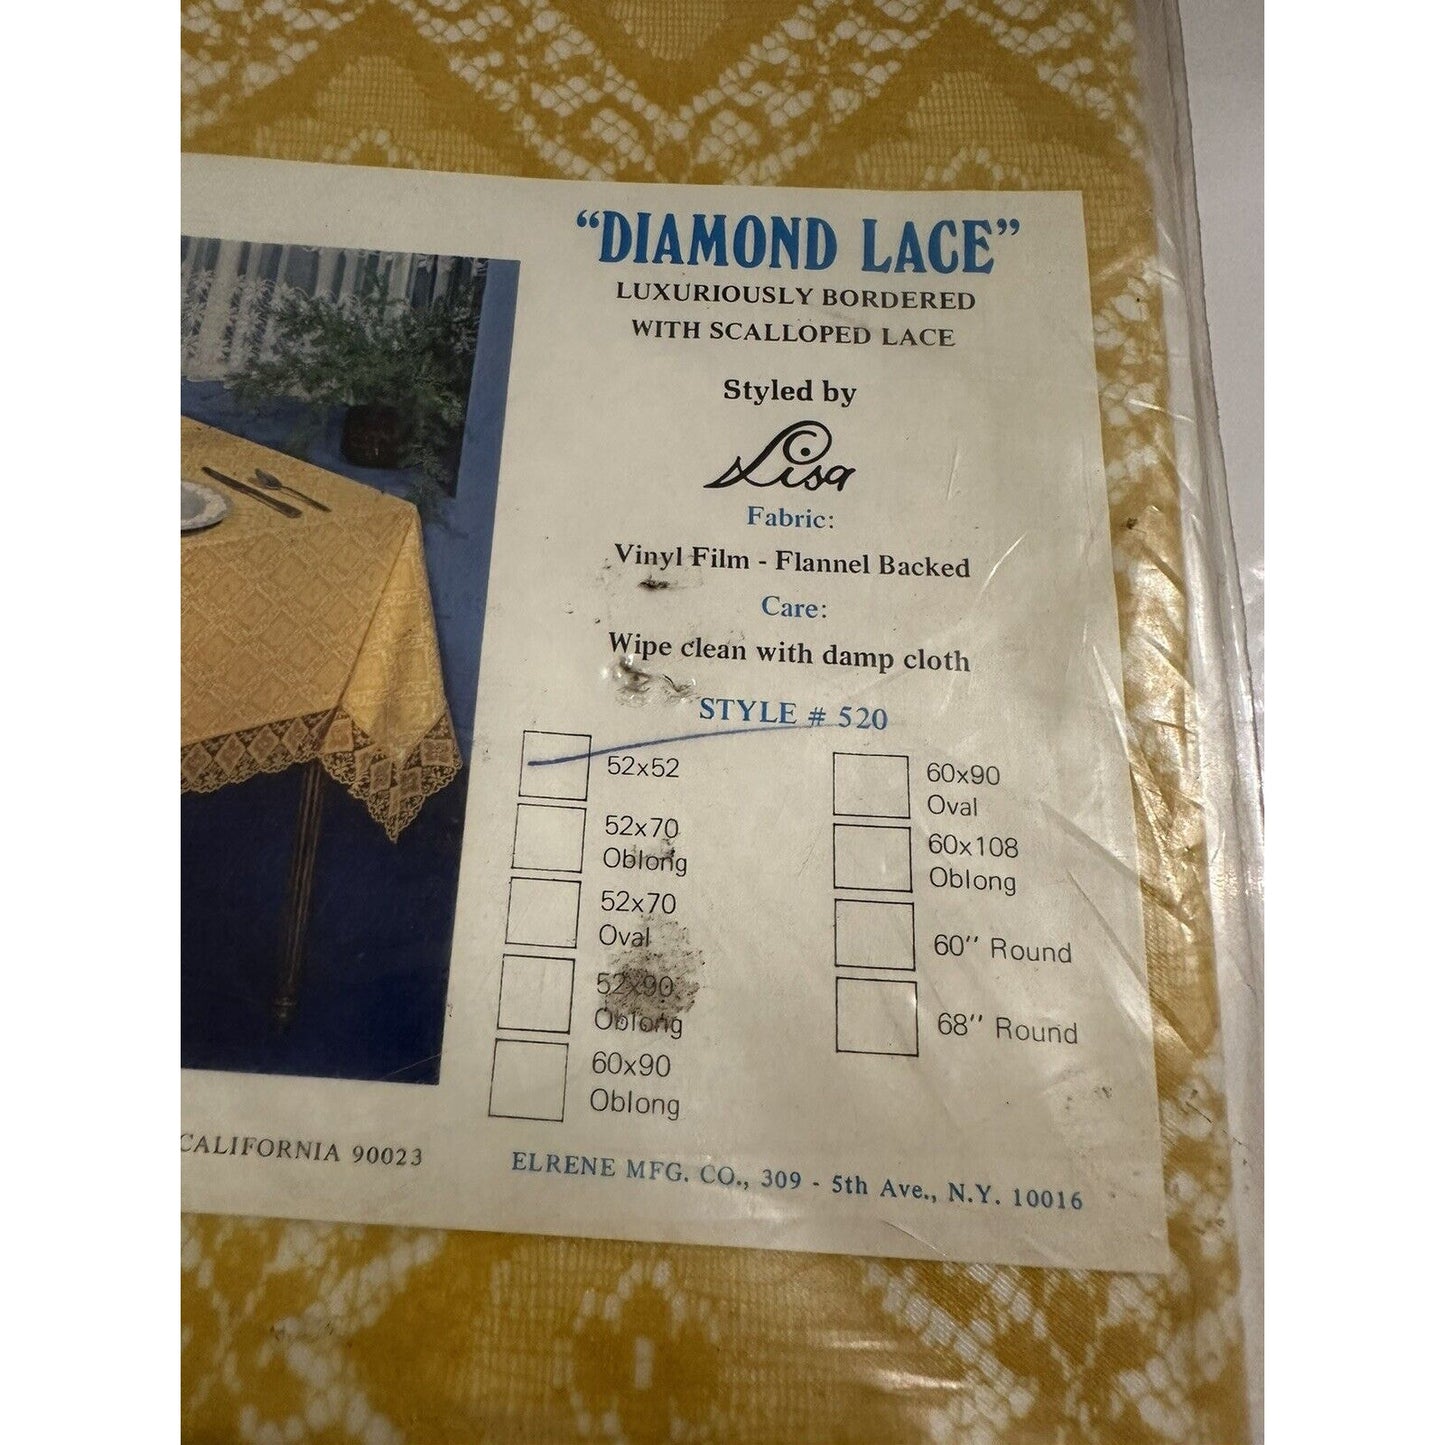 “DIAMOND LACE”
LUXURIOUSLY BORDERED
WITH SCALLOPED LACE
Styled by
Lisa
Fabric:
Vinyl Film - Flannel Backed
Care:
Wipe clean with damp cloth
STYLE # 520
52x52
52x70
Oblong
52x70
Oval
52x90
Oblong
60x90
Oblong
60x90
Oval
60x108
Oblong
60'' Round
68'' Round
CALIFORNIA 90023
ELRENE MFG. CO., 309 - 5th Ave., N.Y. 10016